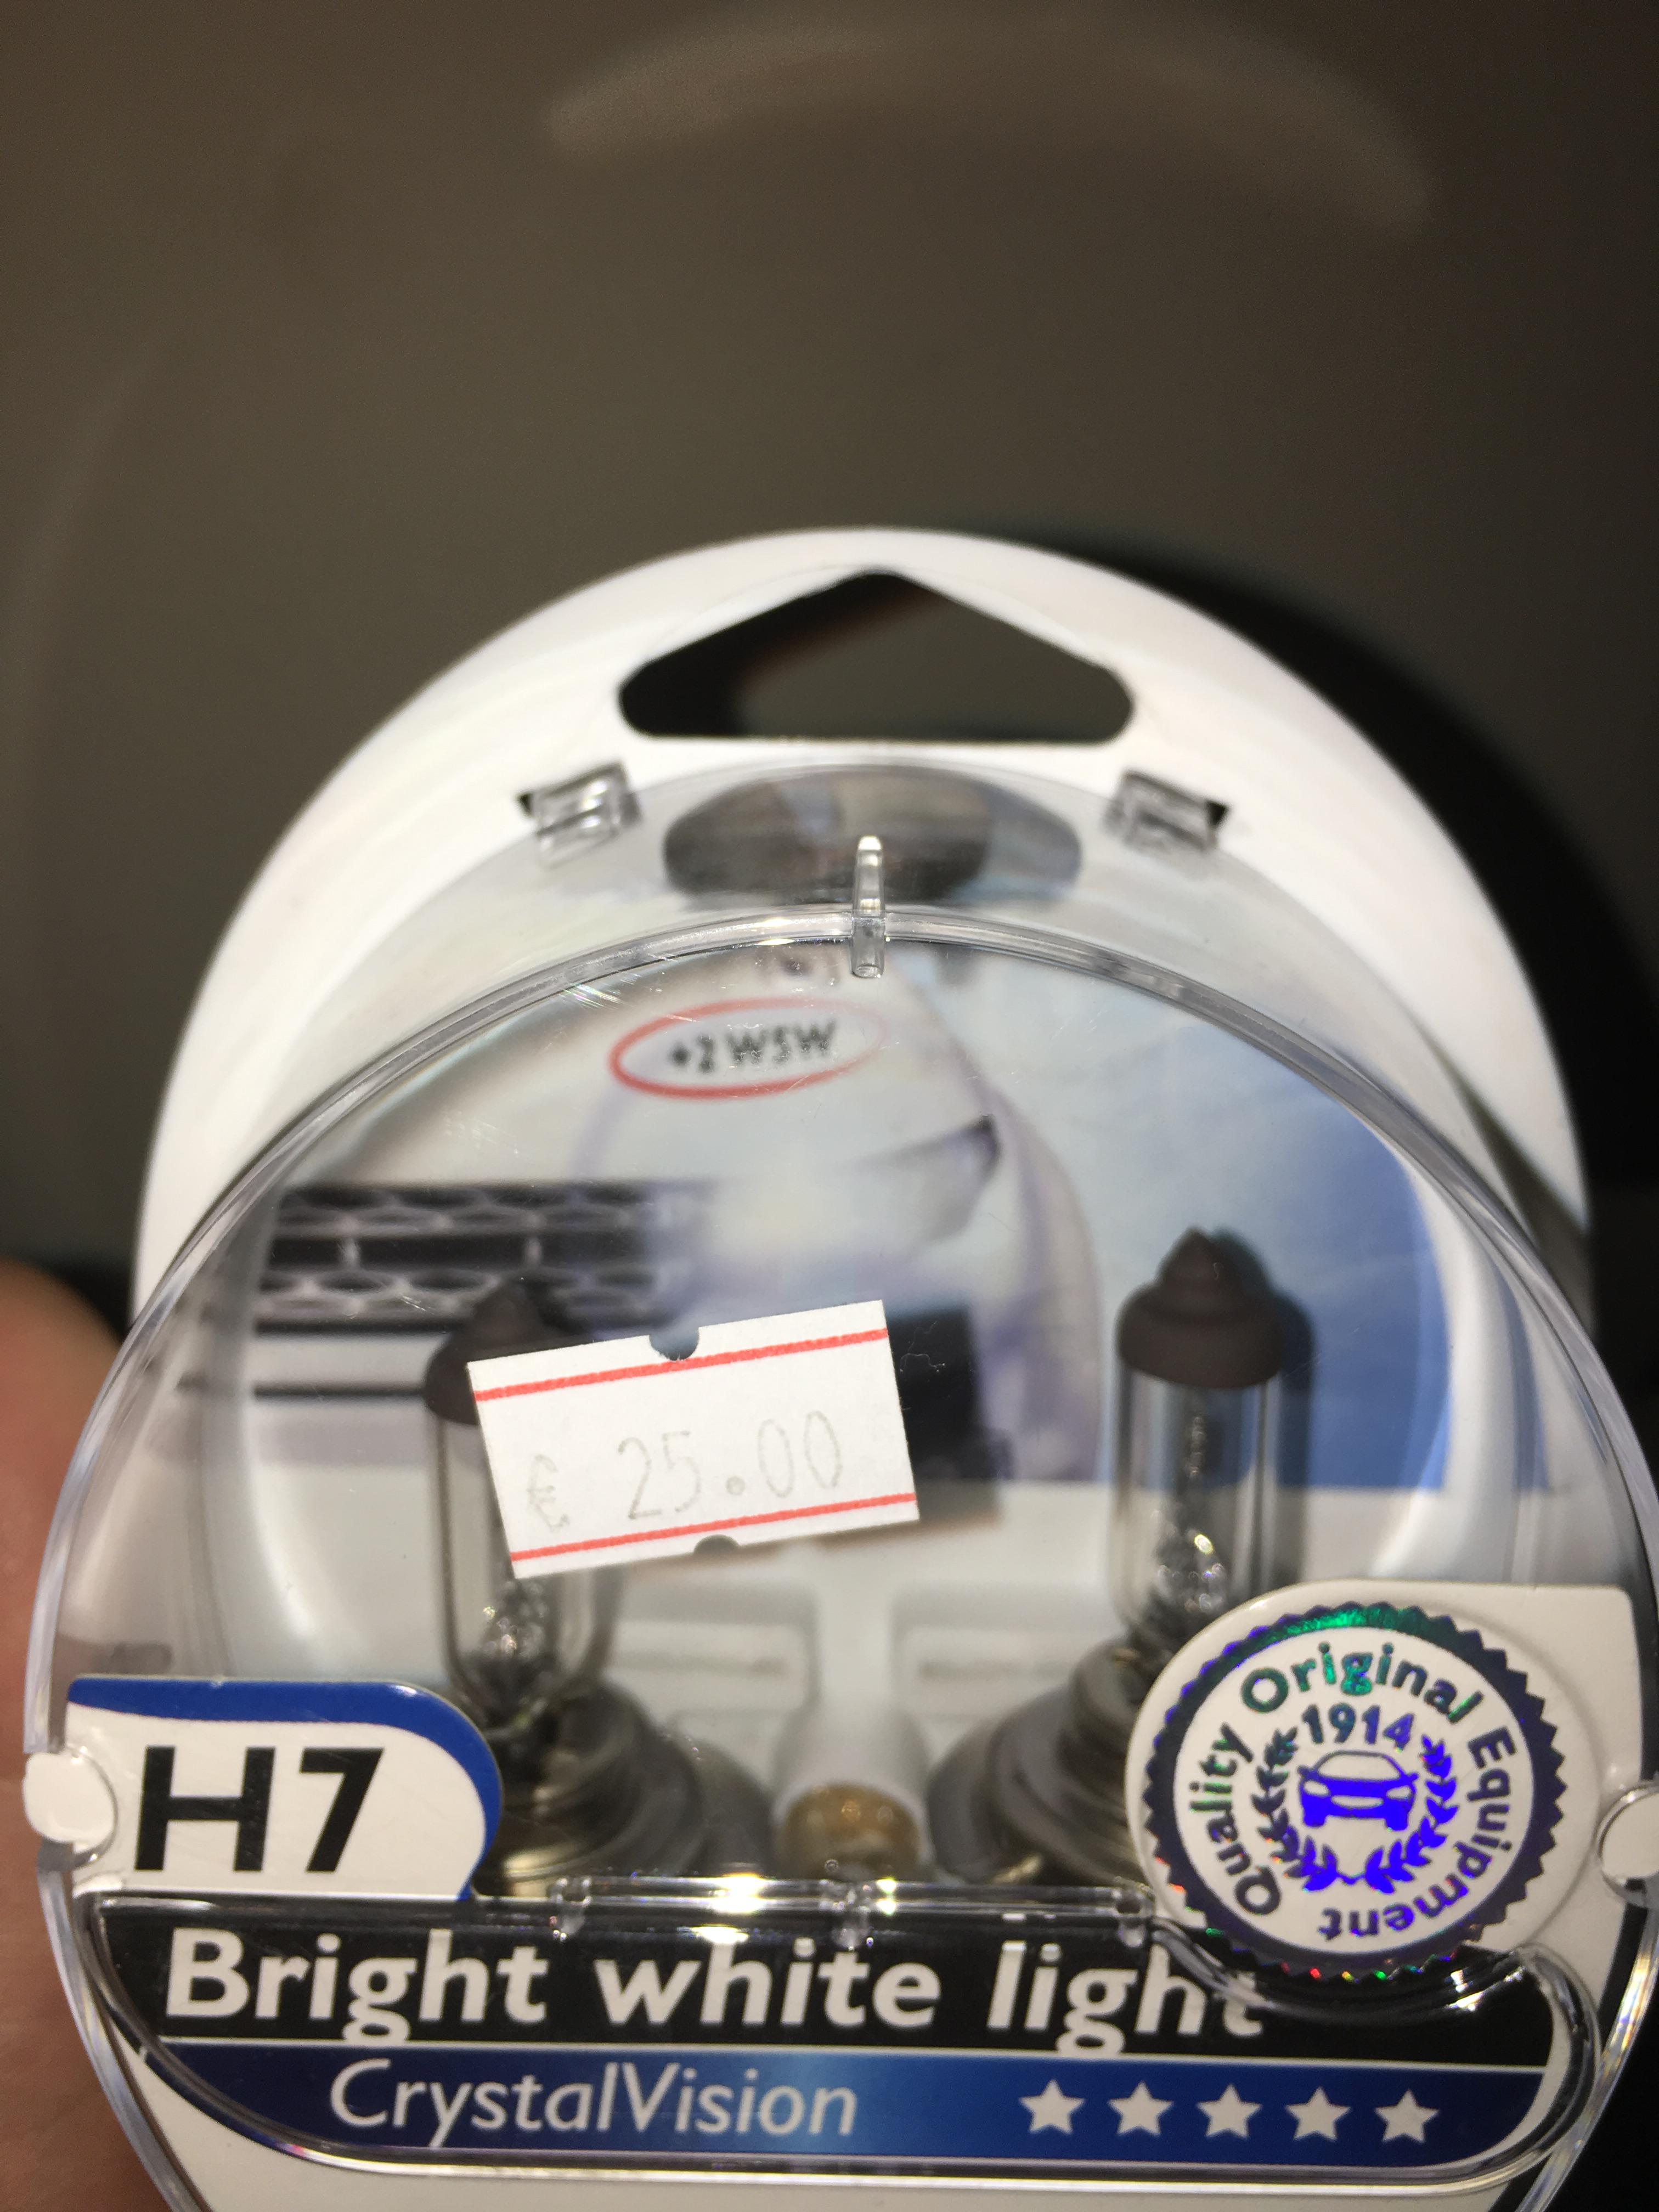 +2 W5W
€ 25.00
H7
Quality Original Equipment
1914
Bright white light
CrystalVision